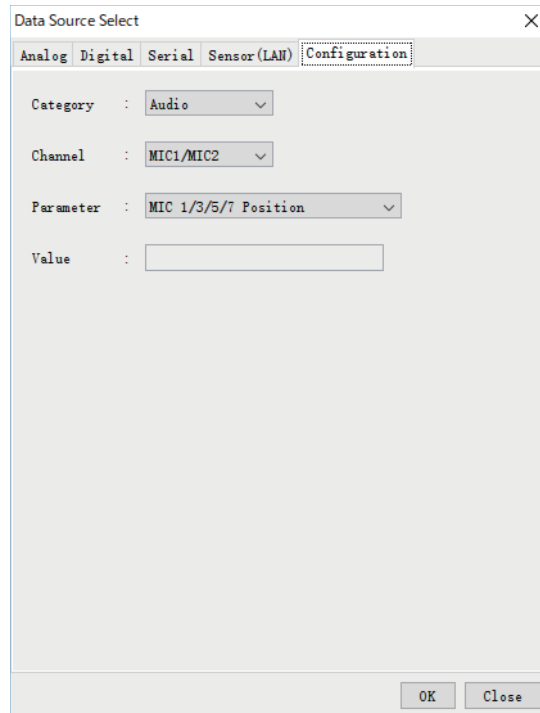 Data Source Select
Analog Digital Serial Sensor(LAN) Configuration
Category : Audio
Channel : MIC1/MIC2
Parameter : MIC 1/3/5/7 Position
Value :
OK Close